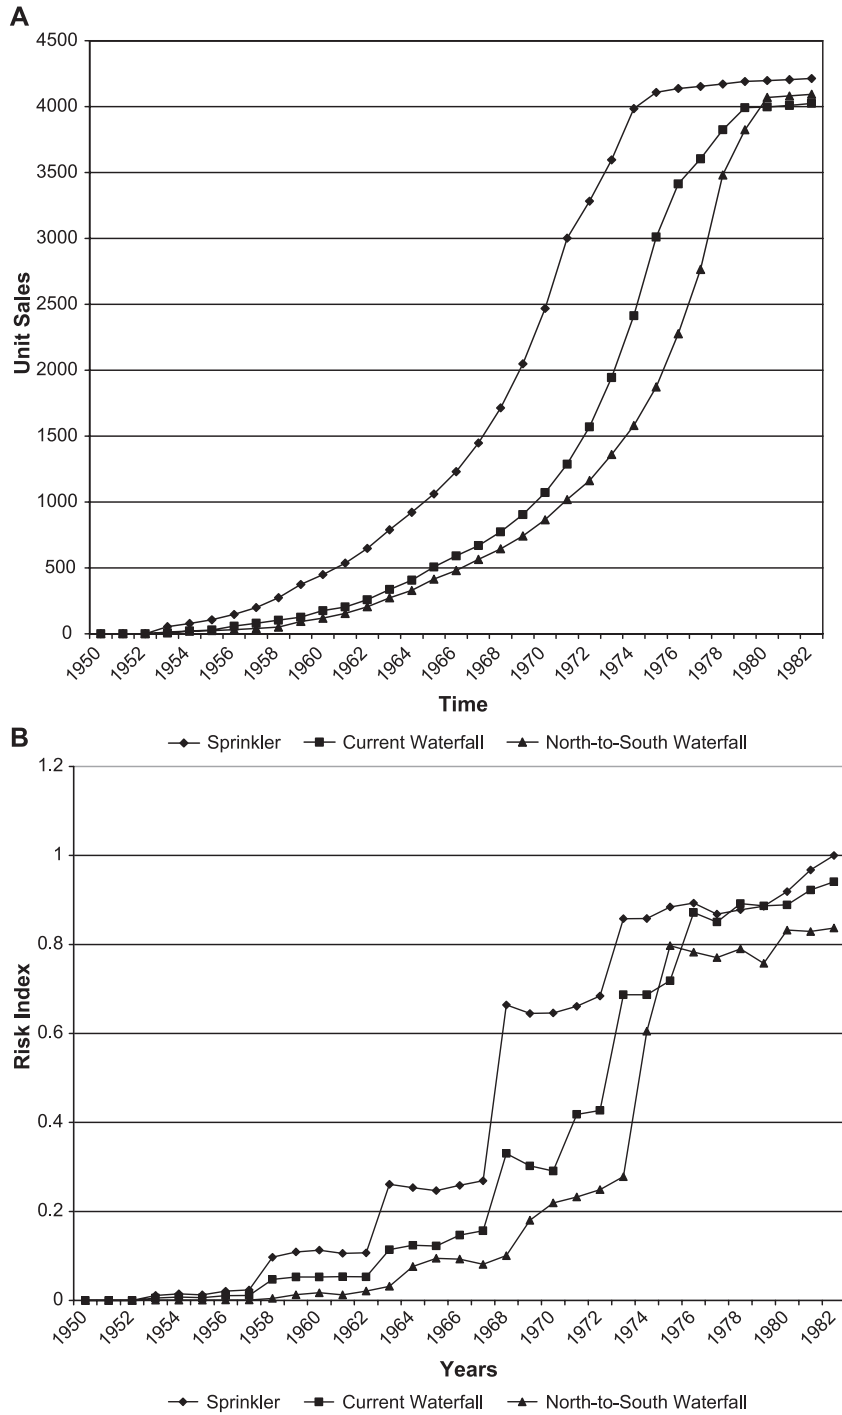 A
4500
4000
3500
3000
2500
2000
1500
1000
500
0
Unit Sales
1950 1952 1954 1956 1958 1960 1962 1964 1966 1968 1970 1972 1974 1976 1978 1980 1982
Time
Sprinkler Current Waterfall North-to-South Waterfall
B
1.2
1
0.8
0.6
0.4
0.2
0
Risk Index
1950 1952 1954 1956 1958 1960 1962 1964 1966 1968 1970 1972 1974 1976 1978 1980 1982
Years
Sprinkler Current Waterfall North-to-South Waterfall